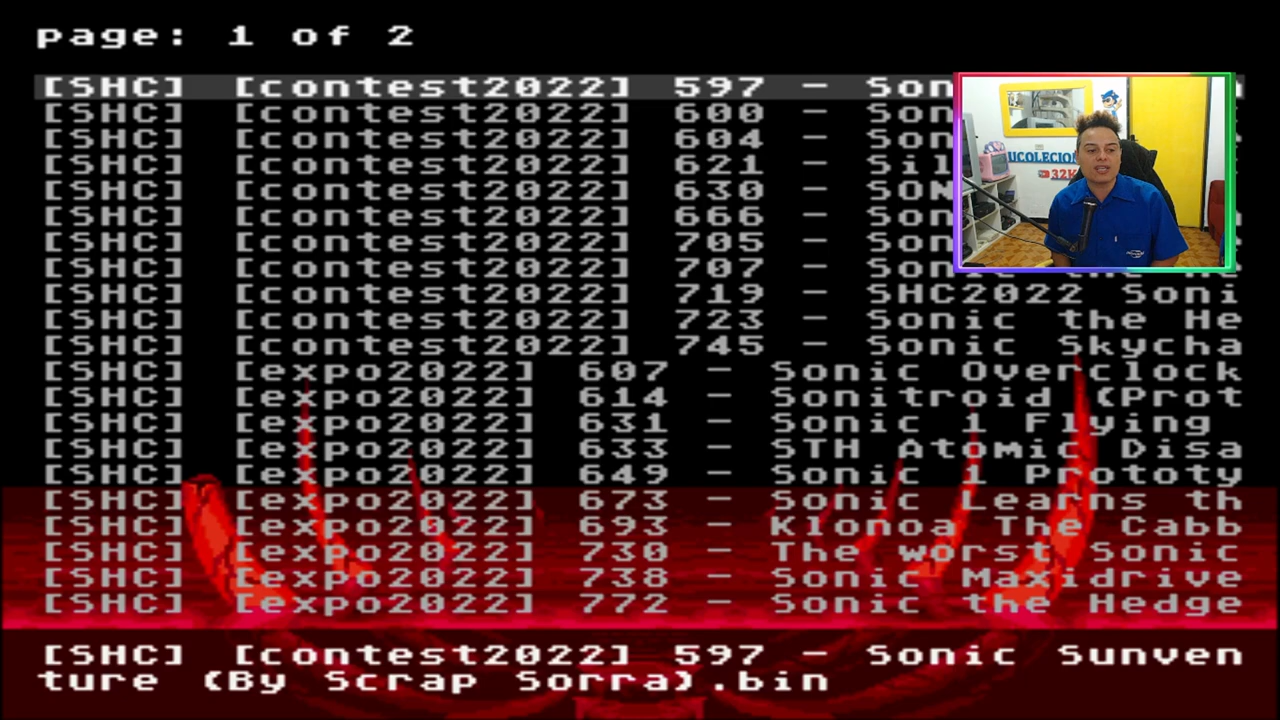 page: 1 of 2
[SHC] [contest2022] 597 - Son
[SHC] [contest2022] 600 - Son
[SHC] [contest2022] 604 - Son
[SHC] [contest2022] 621 - Sil
[SHC] [contest2022] 630 - SON
[SHC] [contest2022] 666 - Son
[SHC] [contest2022] 705 - Son
[SHC] [contest2022] 707 - Sonic the He
[SHC] [contest2022] 719 - SHC2022 Soni
[SHC] [contest2022] 723 - Sonic the He
[SHC] [contest2022] 745 - Sonic Skycha
[SHC] [expo2022] 607 - Sonic Overclock
[SHC] [expo2022] 614 - Sonitroid (Prot
[SHC] [expo2022] 631 - Sonic 1 Flying
[SHC] [expo2022] 633 - STH Atomic Disa
[SHC] [expo2022] 649 - Sonic 1 Prototy
[SHC] [expo2022] 673 - Sonic Learns th
[SHC] [expo2022] 693 - Klonoa The Cabb
[SHC] [expo2022] 730 - The worst Sonic
[SHC] [expo2022] 738 - Sonic Maxidrive
[SHC] [expo2022] 772 - Sonic the Hedge
[SHC] [contest2022] 597 - Sonic Sunven
ture (By Scrap Sorra).bin
UCOLECION
32K